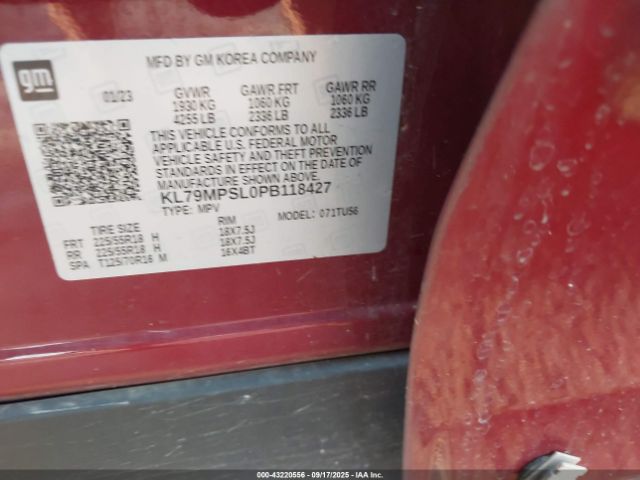 MFD BY GM KOREA COMPANY
gm
01/23
GVWR GAWR FRT GAWR RR
1930 KG 1060 KG 1060 KG
4255 LB 2336 LB 2336 LB
THIS VEHICLE CONFORMS TO ALL
APPLICABLE U.S. FEDERAL MOTOR
VEHICLE SAFETY AND THEFT PREVENTION
STANDARDS IN EFFECT ON THE DATE OF
MANUFACTURE SHOWN ABOVE.
KL79MPSL0PB118427
TYPE: MPV MODEL: 071TU56
TIRE SIZE RIM
FRT 225/55R18 H 18X7.5J
RR 225/55R18 H 18X7.5J
SPA T125/70R16 M 16X4BT
000-43220556 - 09/17/2025 - IAAI.com